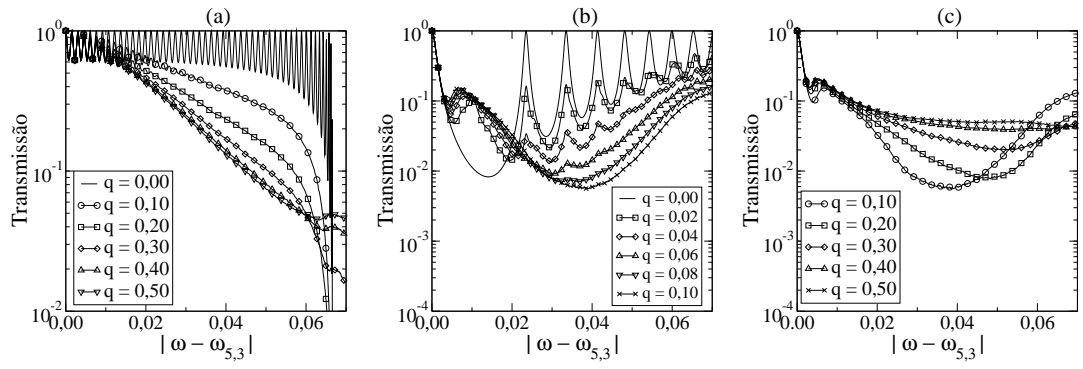 (a)
10^0
10^-1
10^-2
Transmissão
q = 0,00
q = 0,10
q = 0,20
q = 0,30
q = 0,40
q = 0,50
0,00
0,02
0,04
0,06
| ω − ω5,3 |
(b)
10^0
10^-1
10^-2
10^-3
10^-4
Transmissão
q = 0,00
q = 0,02
q = 0,04
q = 0,06
q = 0,08
q = 0,10
0,00
0,02
0,04
0,06
| ω − ω5,3 |
(c)
10^0
10^-1
10^-2
10^-3
10^-4
Transmissão
q = 0,10
q = 0,20
q = 0,30
q = 0,40
q = 0,50
0,00
0,02
0,04
0,06
| ω − ω5,3 |